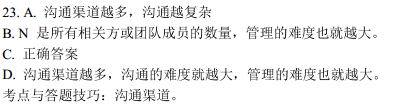 23. A. 沟通渠道越多，沟通越复杂
B. N 是所有相关方或团队成员的数量，管理的难度也就越大。
C. 正确答案
D. 沟通渠道越多，沟通的难度就越大，管理的难度也就越大。
考点与答题技巧：沟通渠道。